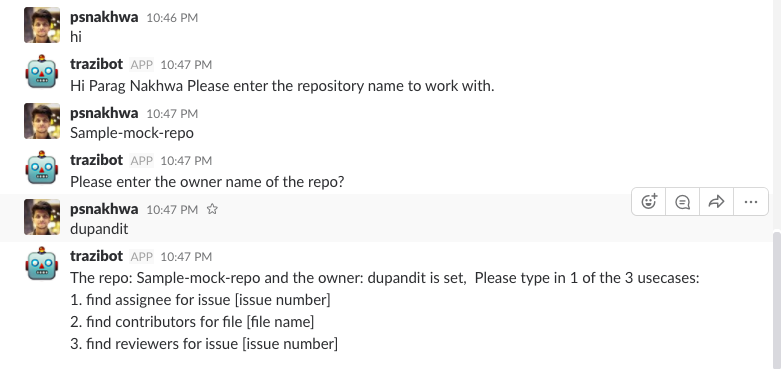 psnakhwa 10:46 PM
hi
trazibot APP 10:47 PM
Hi Parag Nakhwa Please enter the repository name to work with.
psnakhwa 10:47 PM
Sample-mock-repo
trazibot APP 10:47 PM
Please enter the owner name of the repo?
psnakhwa 10:47 PM
dupandit
trazibot APP 10:47 PM
The repo: Sample-mock-repo and the owner: dupandit is set,  Please type in 1 of the 3 usecases:
1. find assignee for issue [issue number]
2. find contributors for file [file name]
3. find reviewers for issue [issue number]